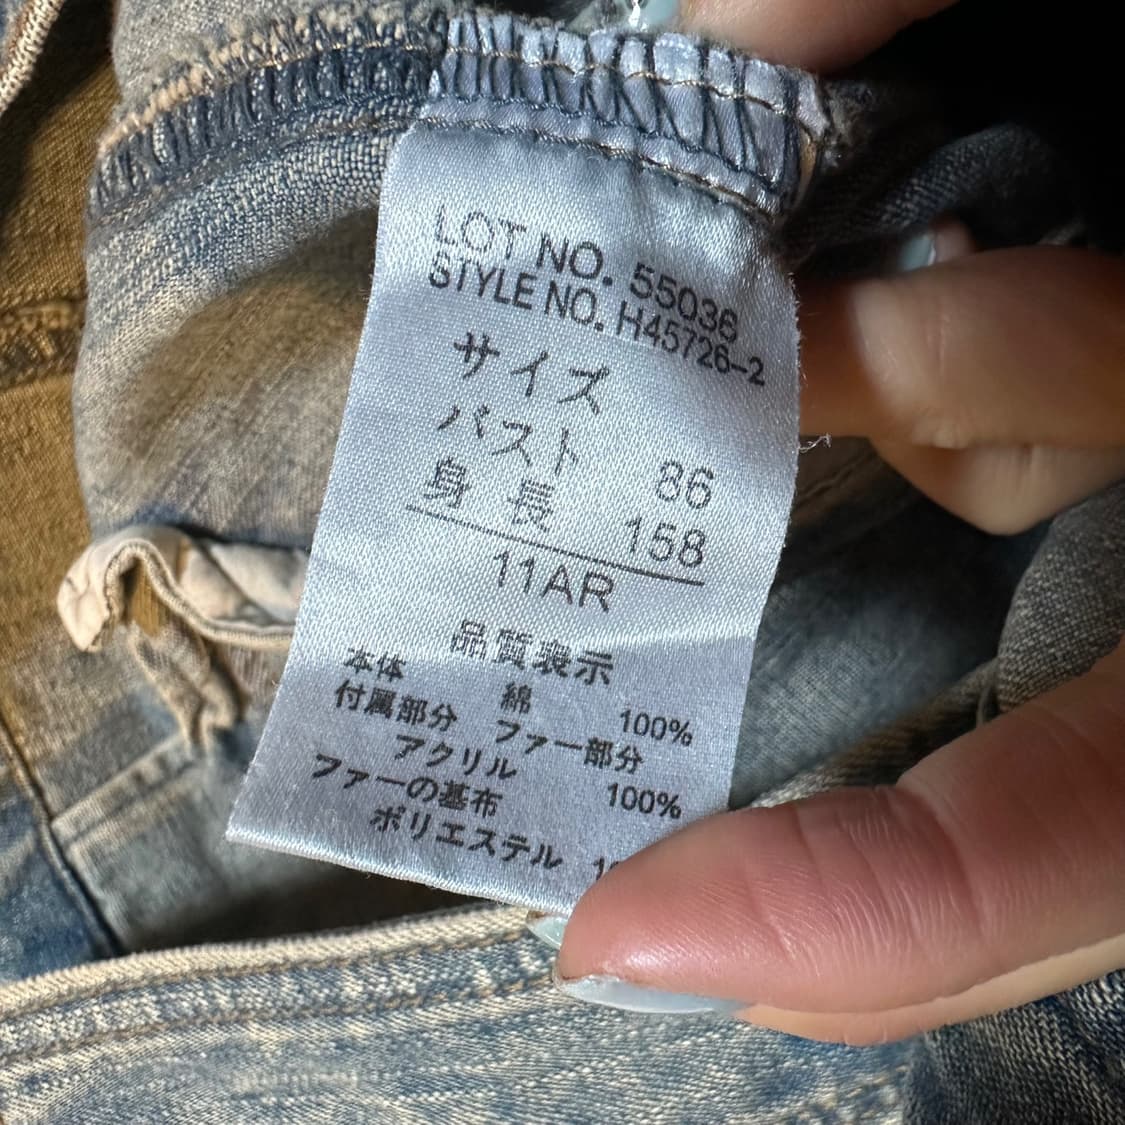 LOT NO. 55036
STYLE NO. H45726-2
サイズ
バスト 86
身長 158
11AR
品質表示
本体 綿 100%
付属部分 ファー部分
アクリル 100%
ファーの基布
ポリエステル